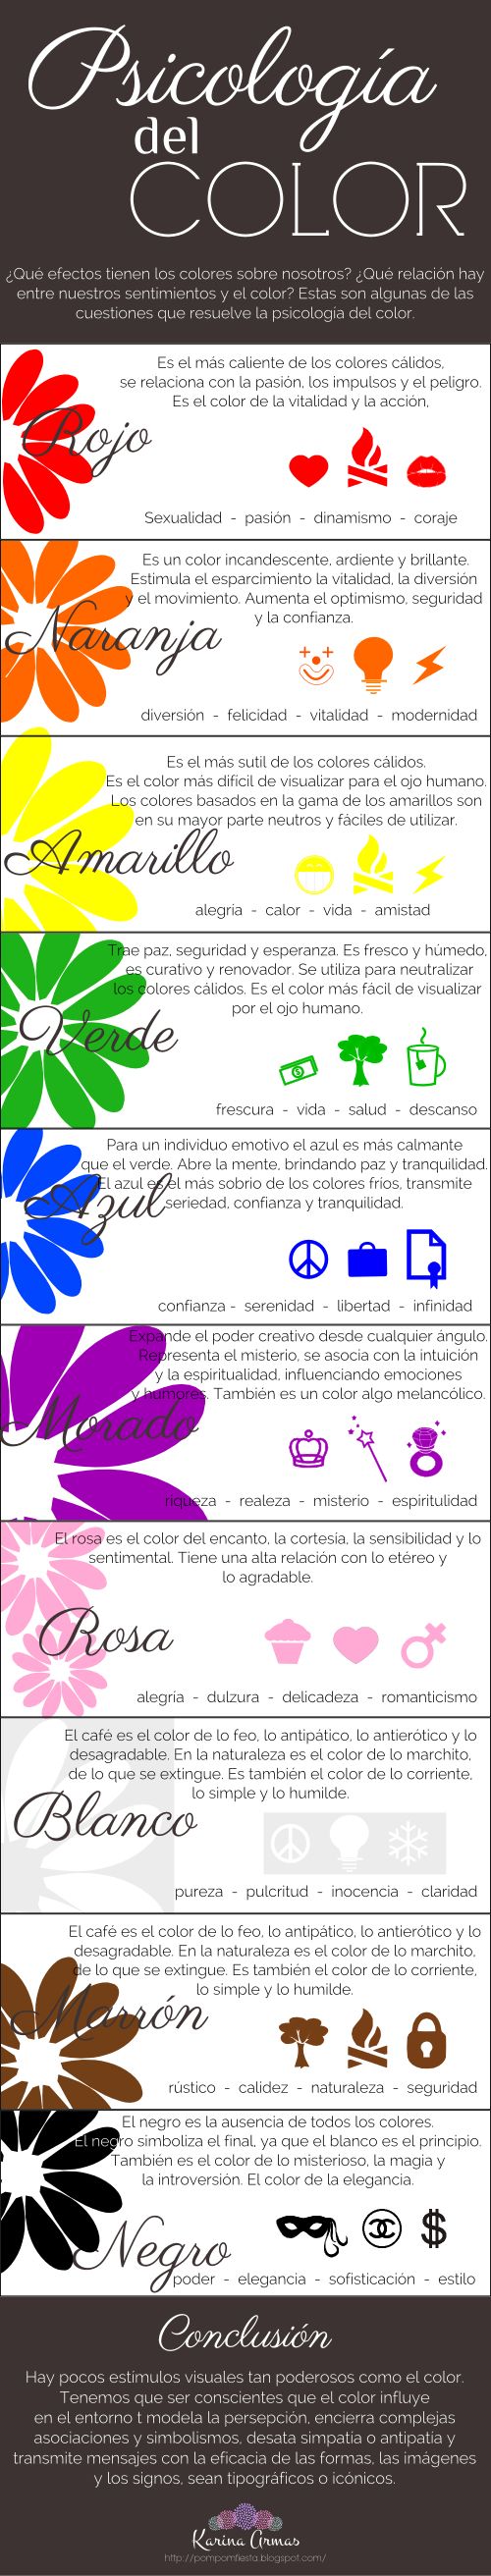 Psicología
del
COLOR
¿Qué efectos tienen los colores sobre nosotros? ¿Qué relación hay
entre nuestros sentimientos y el color? Estas son algunas de las
cuestiones que resuelve la psicología del color.
Es el más caliente de los colores cálidos,
se relaciona con la pasión, los impulsos y el peligro.
Es el color de la vitalidad y la acción,
Rojo
Sexualidad - pasión - dinamismo - coraje
Es un color incandescente, ardiente y brillante.
Estimula el esparcimiento la vitalidad, la diversión
y el movimiento. Aumenta el optimismo, seguridad
y la confianza.
Naranja
diversión - felicidad - vitalidad - modernidad
Es el más sutil de los colores cálidos.
Es el color más difícil de visualizar para el ojo humano.
Los colores basados en la gama de los amarillos son
en su mayor parte neutros y fáciles de utilizar.
Amarillo
alegría - calor - vida - amistad
Trae paz, seguridad y esperanza. Es fresco y húmedo,
es curativo y renovador. Se utiliza para neutralizar
los colores cálidos. Es el color más fácil de visualizar
por el ojo humano.
Verde
$
frescura - vida - salud - descanso
Para un individuo emotivo el azul es más calmante
que el verde. Abre la mente, brindando paz y tranquilidad.
El azul es el más sobrio de los colores fríos, transmite
seriedad, confianza y tranquilidad.
Azul
confianza - serenidad - libertad - infinidad
Expande el poder creativo desde cualquier ángulo.
Representa el misterio, se asocia con la intuición
y la espiritualidad, influenciando emociones
y humores. También es un color algo melancólico.
Morado
riqueza - realeza - misterio - espiritulidad
El rosa es el color del encanto, la cortesía, la sensibilidad y lo
sentimental. Tiene una alta relación con lo etéreo y
lo agradable.
Rosa
alegría - dulzura - delicadeza - romanticismo
El café es el color de lo feo, lo antipático, lo antierótico y lo
desagradable. En la naturaleza es el color de lo marchito,
de lo que se extingue. Es también el color de lo corriente,
lo simple y lo humilde.
Blanco
pureza - pulcritud - inocencia - claridad
El café es el color de lo feo, lo antipático, lo antierótico y lo
desagradable. En la naturaleza es el color de lo marchito,
de lo que se extingue. Es también el color de lo corriente,
lo simple y lo humilde.
Marrón
rústico - calidez - naturaleza - seguridad
El negro es la ausencia de todos los colores.
El negro simboliza el final, ya que el blanco es el principio.
También es el color de lo misterioso, la magia y
la introversión. El color de la elegancia.
$
Negro
poder - elegancia - sofisticación - estilo
Conclusión
Hay pocos estímulos visuales tan poderosos como el color.
Tenemos que ser conscientes que el color influye
en el entorno t modela la persepción, encierra complejas
asociaciones y simbolismos, desata simpatía o antipatía y
transmite mensajes con la eficacia de las formas, las imágenes
y los signos, sean tipográficos o icónicos.
Karina Armas
http://pompomfiesta.blogspot.com/